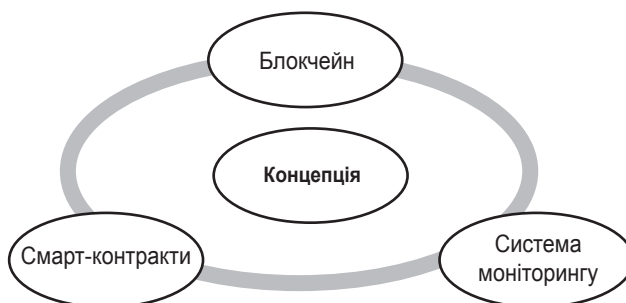 Блокчейн
Концепція
Смарт-контракти
Система
моніторингу